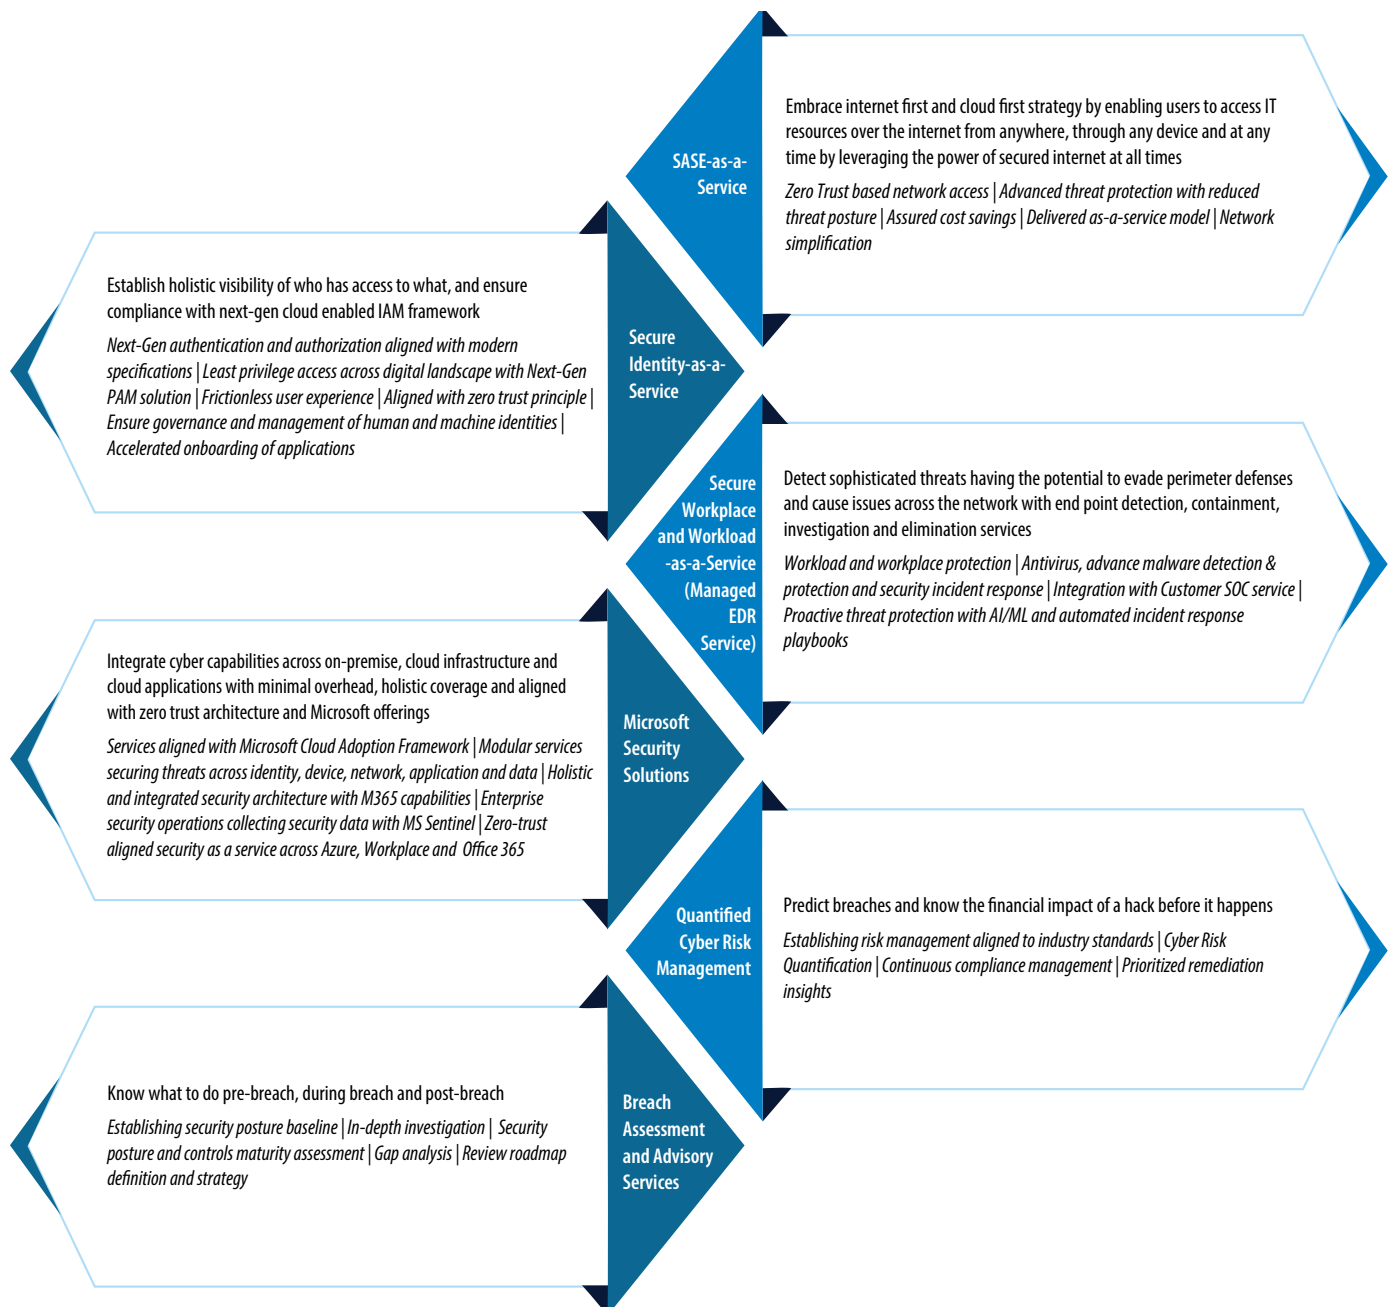 SASE-as-a-
Service
Embrace internet first and cloud first strategy by enabling users to access IT
resources over the internet from anywhere, through any device and at any
time by leveraging the power of secured internet at all times
Zero Trust based network access | Advanced threat protection with reduced
threat posture | Assured cost savings | Delivered as-a-service model | Network
simplification
Establish holistic visibility of who has access to what, and ensure
compliance with next-gen cloud enabled IAM framework
Next-Gen authentication and authorization aligned with modern
specifications | Least privilege access across digital landscape with Next-Gen
PAM solution | Frictionless user experience | Aligned with zero trust principle |
Ensure governance and management of human and machine identities |
Accelerated onboarding of applications
Secure
Identity-as-a-
Service
Secure
Workplace
and Workload
-as-a-Service
(Managed
EDR
Service)
Detect sophisticated threats having the potential to evade perimeter defenses
and cause issues across the network with end point detection, containment,
investigation and elimination services
Workload and workplace protection | Antivirus, advance malware detection &
protection and security incident response | Integration with Customer SOC service |
Proactive threat protection with AI/ML and automated incident response
playbooks
Integrate cyber capabilities across on-premise, cloud infrastructure and
cloud applications with minimal overhead, holistic coverage and aligned
with zero trust architecture and Microsoft offerings
Services aligned with Microsoft Cloud Adoption Framework | Modular services
securing threats across identity, device, network, application and data | Holistic
and integrated security architecture with M365 capabilities | Enterprise
security operations collecting security data with MS Sentinel | Zero-trust
aligned security as a service across Azure, Workplace and Office 365
Microsoft
Security
Solutions
Quantified
Cyber Risk
Management
Predict breaches and know the financial impact of a hack before it happens
Establishing risk management aligned to industry standards | Cyber Risk
Quantification | Continuous compliance management | Prioritized remediation
insights
Know what to do pre-breach, during breach and post-breach
Establishing security posture baseline | In-depth investigation | Security
posture and controls maturity assessment | Gap analysis | Review roadmap
definition and strategy
Breach
Assessment
and Advisory
Services